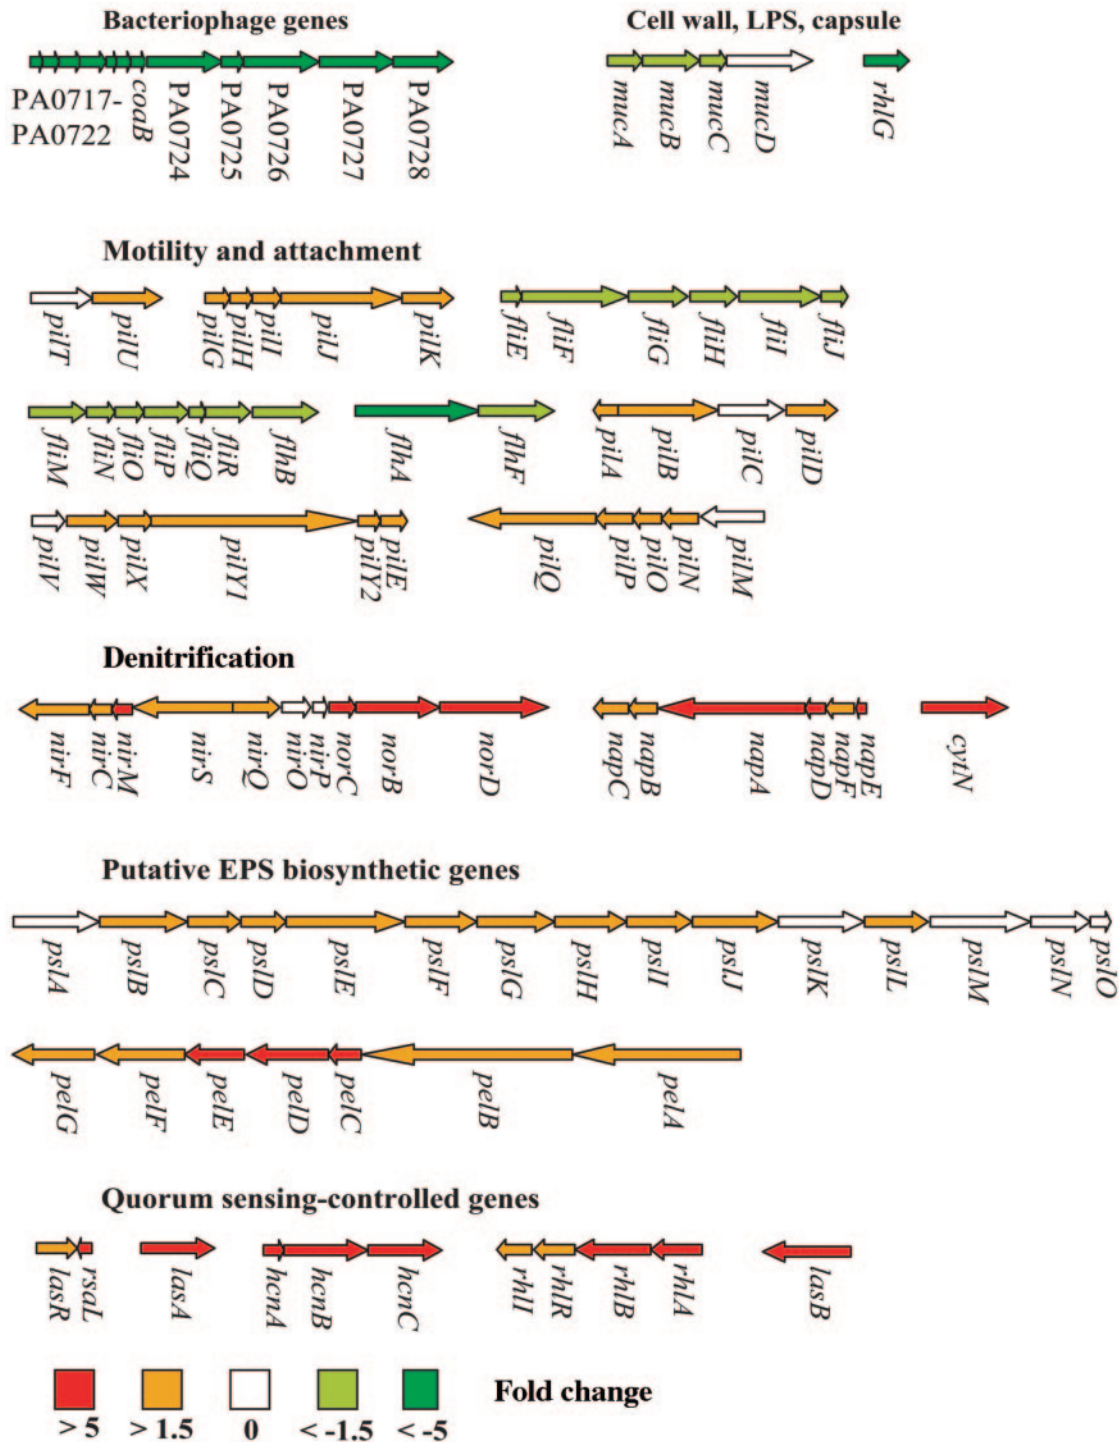 Bacteriophage genes
Cell wall, LPS, capsule
PA0717-
PA0722
coaB
PA0724
PA0725
PA0726
PA0727
PA0728
mucA
mucB
mucC
mucD
rhlG
Motility and attachment
pilT
pilU
pilG
pilH
pilI
pilJ
pilK
fliE
fliF
fliG
fliH
fliI
fliJ
fliM
fliN
fliO
fliP
fliQ
fliR
flhB
flhA
flhF
pilA
pilB
pilC
pilD
pilV
pilW
pilX
pilY1
pilY2
pilE
pilQ
pilP
pilO
pilN
pilM
Denitrification
nirF
nirC
nirM
nirS
nirQ
nirO
nirP
norC
norB
norD
napC
napB
napA
napD
napF
napE
cytN
Putative EPS biosynthetic genes
pslA
pslB
pslC
pslD
pslE
pslF
pslG
pslH
pslI
pslJ
pslK
pslL
pslM
pslN
pslO
pelG
pelF
pelE
pelD
pelC
pelB
pelA
Quorum sensing-controlled genes
lasR
rsaL
lasA
hcnA
hcnB
hcnC
rhlI
rhlR
rhlB
rhlA
lasB
Fold change
> 5
> 1.5
0
< -1.5
< -5